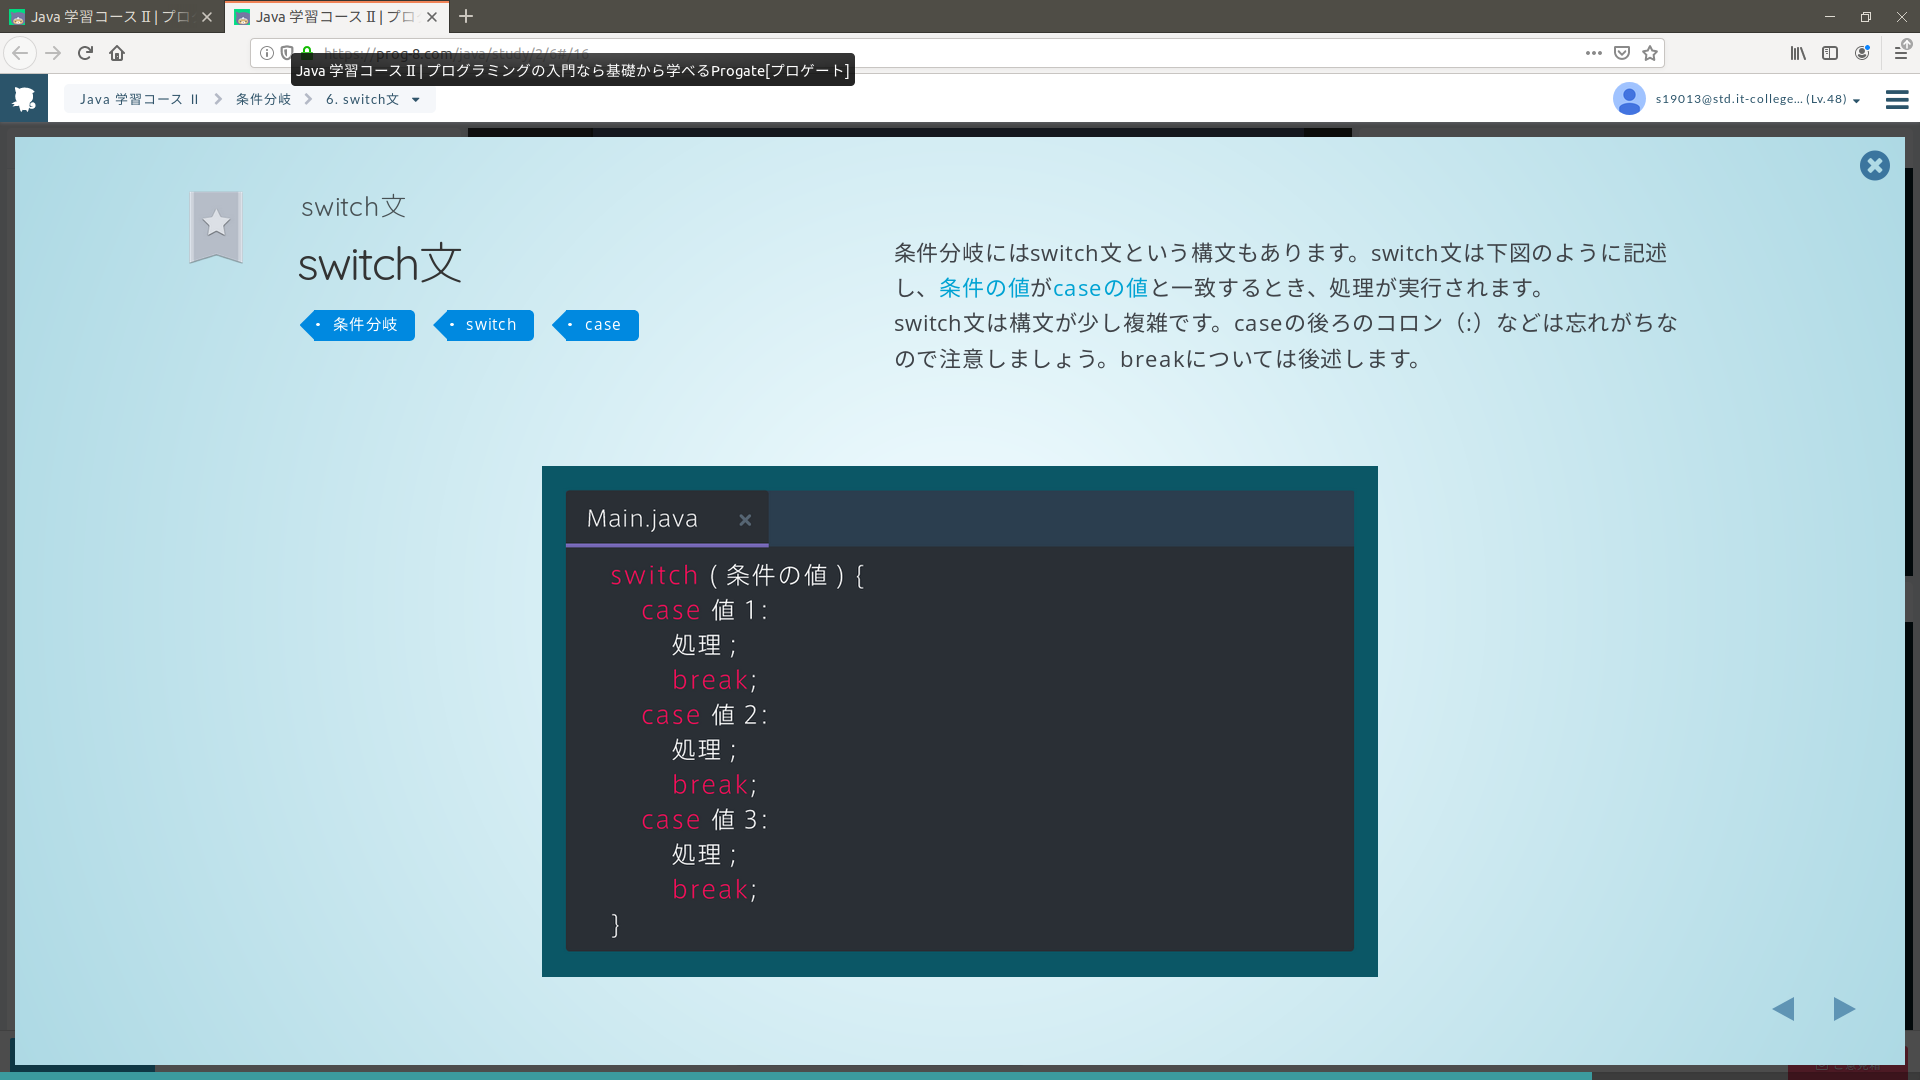 Java 学習コース II | プロ
Java 学習コース II | プロ
https://prog-8.com/java/study/2/6#/16
Java 学習コース II | プログラミングの入門なら基礎から学べるProgate[プロゲート]
Java 学習コース II
条件分岐
6. switch文
s19013@std.it-college... (Lv.48)
switch文
switch文
条件分岐
switch
case
条件分岐にはswitch文という構文もあります。switch文は下図のように記述
し、条件の値がcaseの値と一致するとき、処理が実行されます。
switch文は構文が少し複雑です。caseの後ろのコロン（:）などは忘れがちな
ので注意しましょう。breakについては後述します。
Main.java
switch ( 条件の値 ) {
case 値 1:
処理 ;
break;
case 値 2:
処理 ;
break;
case 値 3:
処理 ;
break;
}